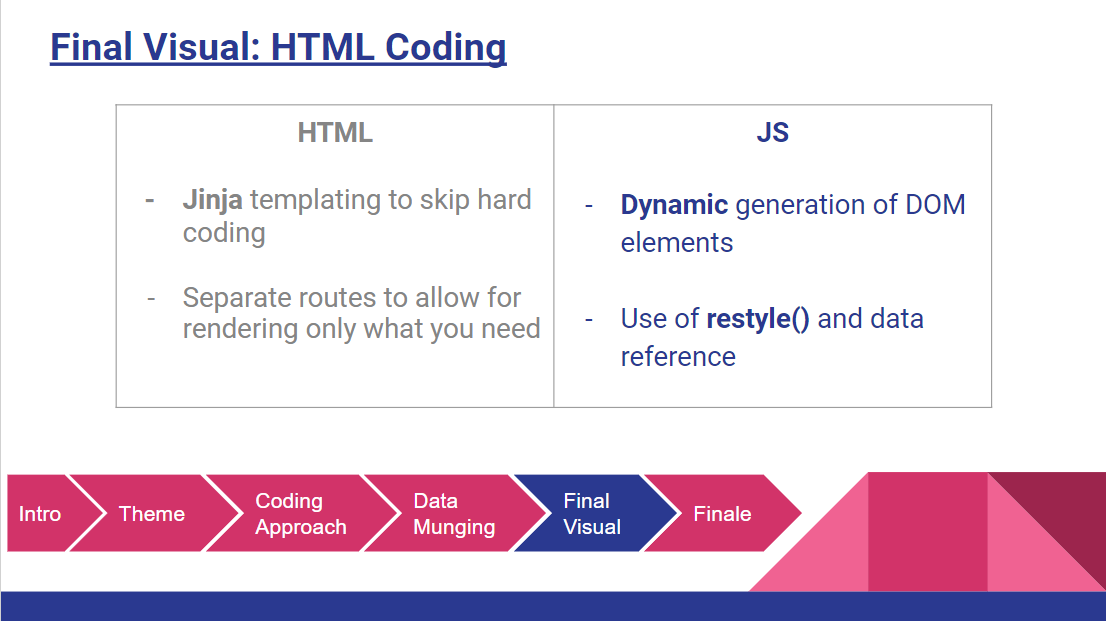 Final Visual: HTML Coding
HTML
- Jinja templating to skip hard
coding
- Separate routes to allow for
rendering only what you need
JS
- Dynamic generation of DOM
elements
- Use of restyle() and data
reference
Intro
Theme
Coding
Approach
Data
Munging
Final
Visual
Finale